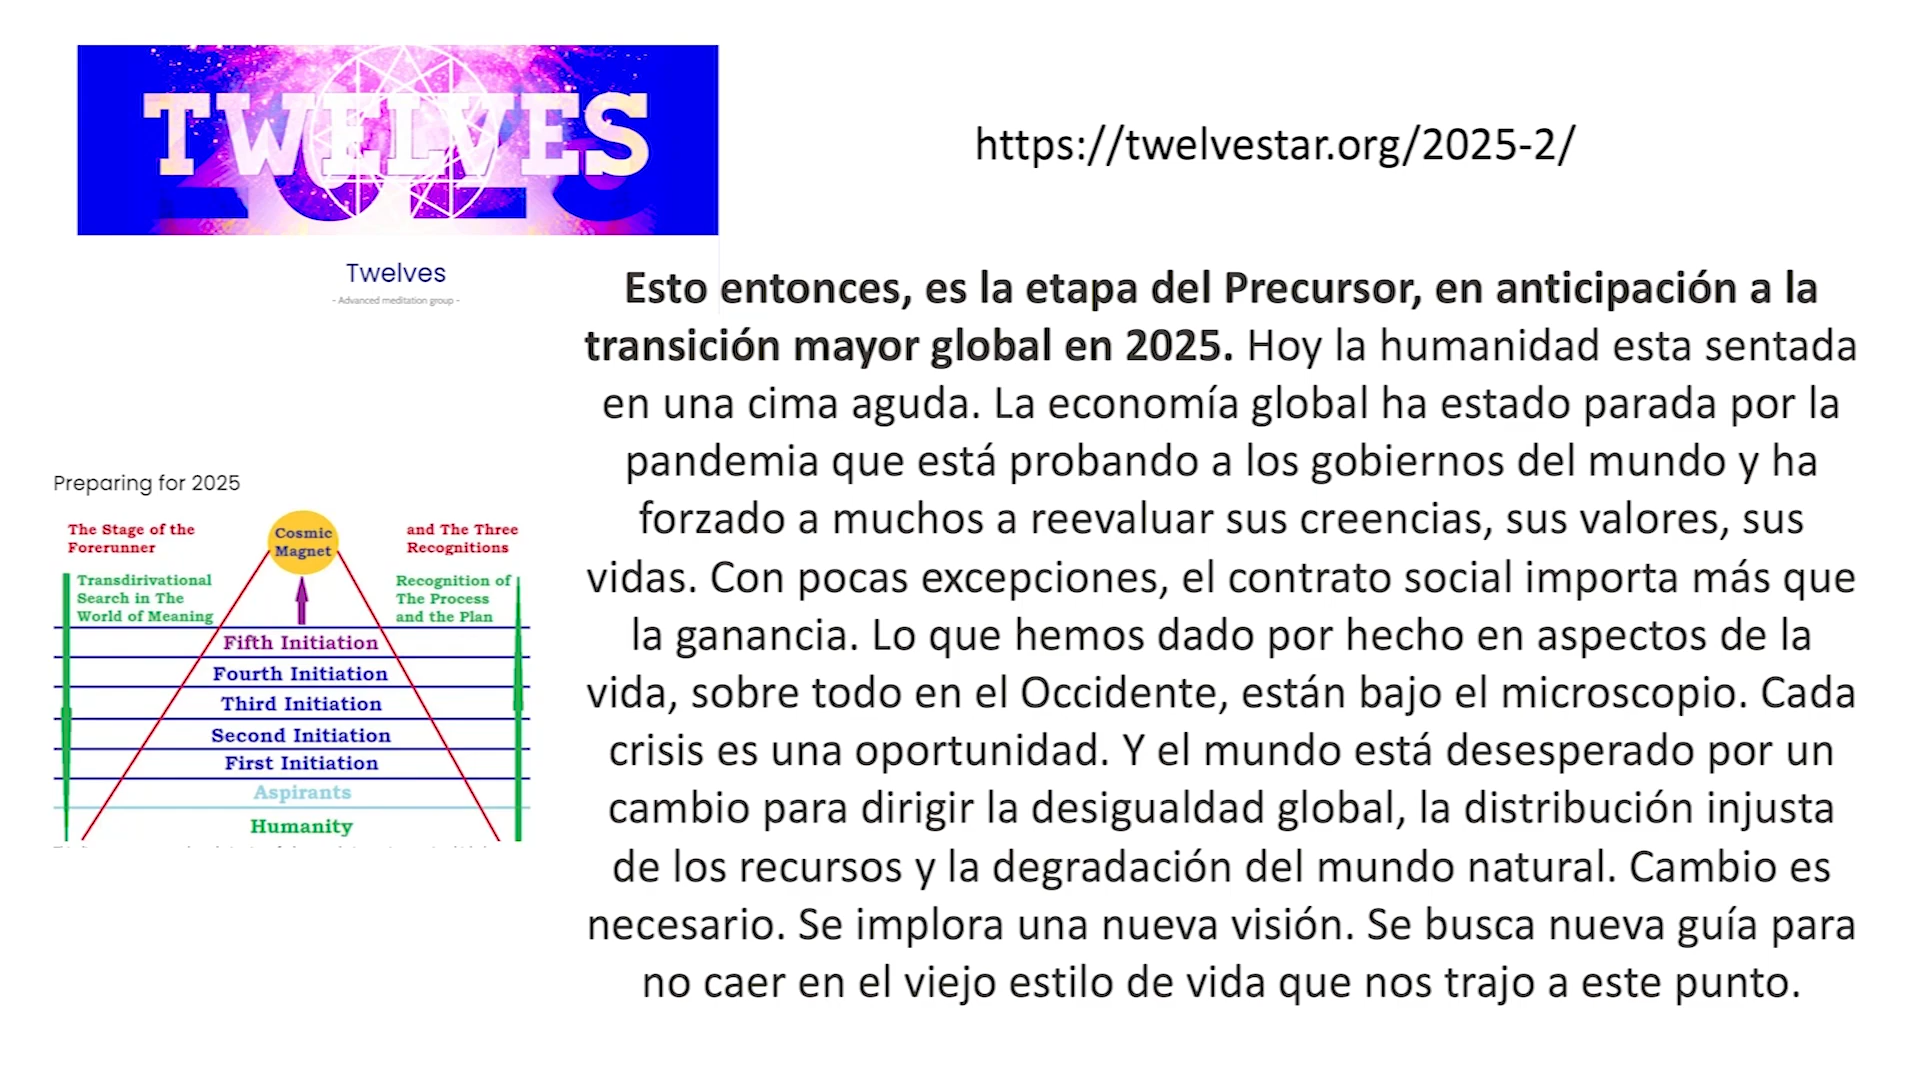 TWELVES
2025
https://twelvestar.org/2025-2/
Twelves
- Advanced meditation group -
Esto entonces, es la etapa del Precursor, en anticipación a la
transición mayor global en 2025. Hoy la humanidad esta sentada
en una cima aguda. La economía global ha estado parada por la
pandemia que está probando a los gobiernos del mundo y ha
forzado a muchos a reevaluar sus creencias, sus valores, sus
vidas. Con pocas excepciones, el contrato social importa más que
la ganancia. Lo que hemos dado por hecho en aspectos de la
vida, sobre todo en el Occidente, están bajo el microscopio. Cada
crisis es una oportunidad. Y el mundo está desesperado por un
cambio para dirigir la desigualdad global, la distribución injusta
de los recursos y la degradación del mundo natural. Cambio es
necesario. Se implora una nueva visión. Se busca nueva guía para
no caer en el viejo estilo de vida que nos trajo a este punto.
Preparing for 2025
The Stage of the
Forerunner
Cosmic
Magnet
and The Three
Recognitions
Transdirivational
Search in The
World of Meaning
Recognition of
The Process
and the Plan
Fifth Initiation
Fourth Initiation
Third Initiation
Second Initiation
First Initiation
Aspirants
Humanity